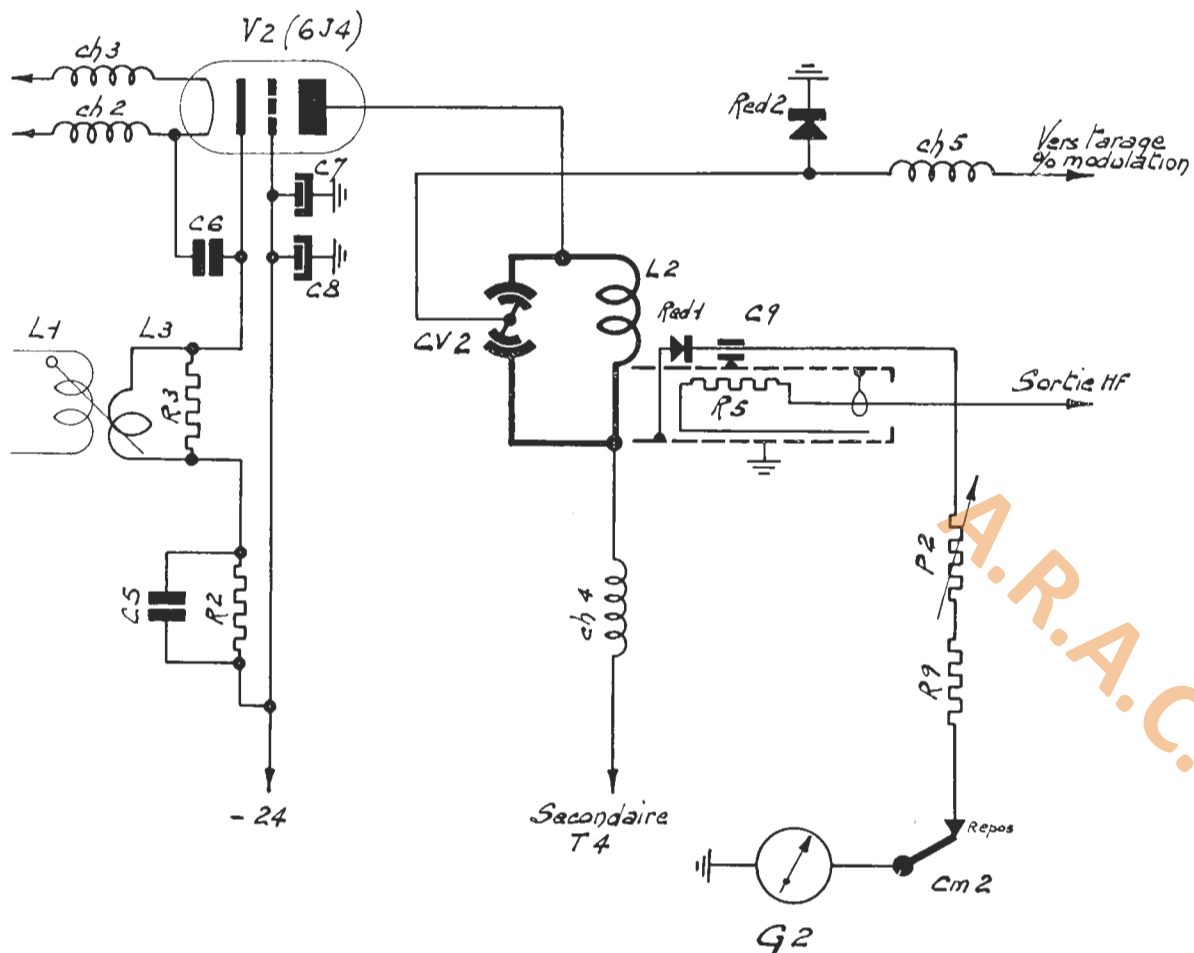 V2 (6J4)
ch3
ch2
Red2
ch5
Vers tarage
% modulation
C7
C6
C8
L2
L1
L3
Red1
C9
CV2
R3
R5
Sortie HF
P2
C5
R2
ch4
R9
A.R.A.C.
-24
Secondaire
T4
Repos
Cm2
G2